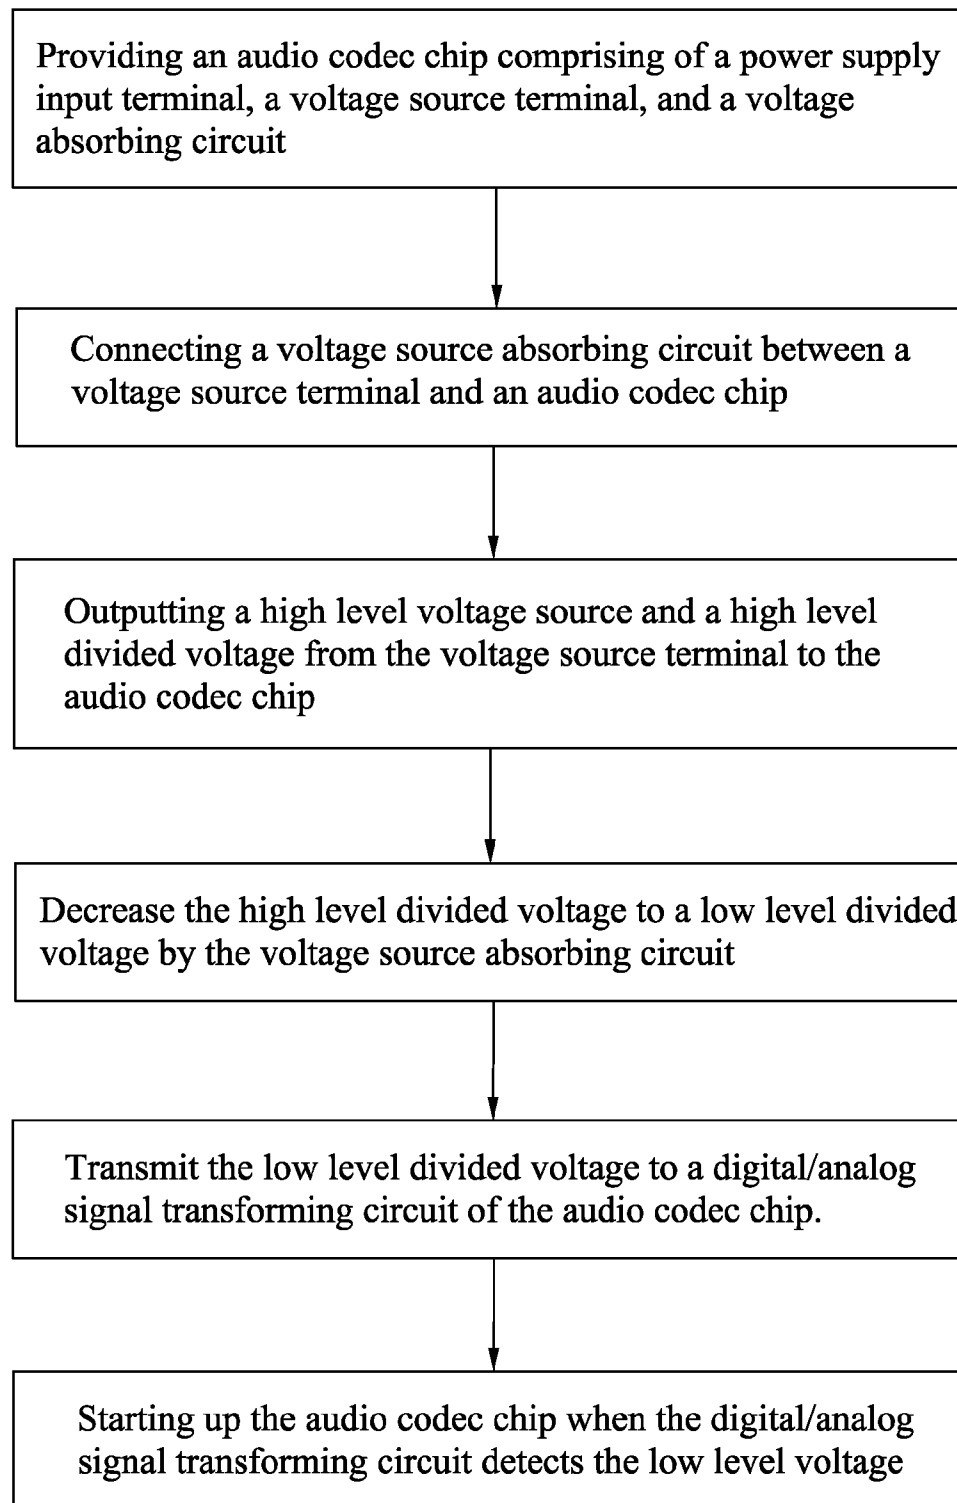 Providing an audio codec chip comprising of a power supply
input terminal, a voltage source terminal, and a voltage
absorbing circuit
Connecting a voltage source absorbing circuit between a
voltage source terminal and an audio codec chip
Outputting a high level voltage source and a high level
divided voltage from the voltage source terminal to the
audio codec chip
Decrease the high level divided voltage to a low level divided
voltage by the voltage source absorbing circuit
Transmit the low level divided voltage to a digital/analog
signal transforming circuit of the audio codec chip.
Starting up the audio codec chip when the digital/analog
signal transforming circuit detects the low level voltage